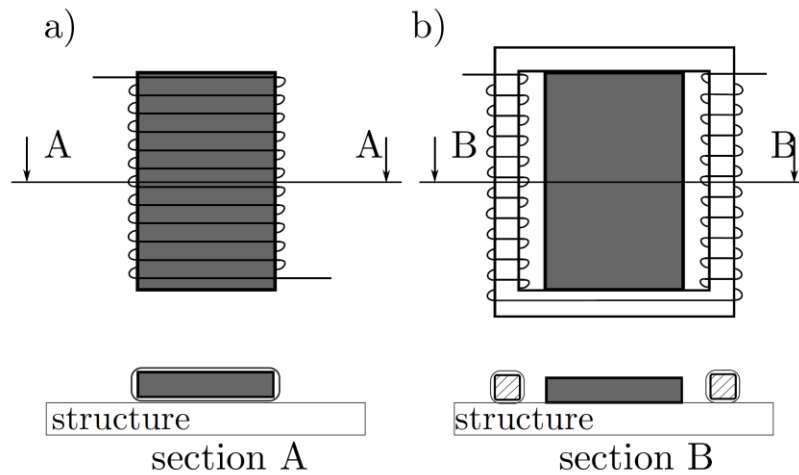 a)
b)
A
A
B
B
structure
structure
section A
section B